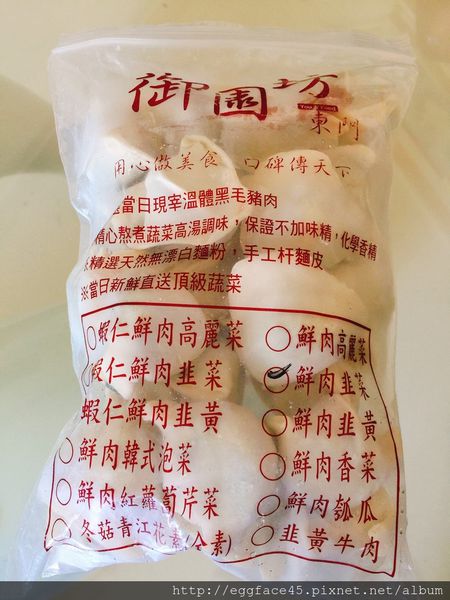 御園坊
東門
用心做美食 口碑傳天下
當日現宰溫體黑毛豬肉
精心熬煮蔬菜高湯調味，保證不加味精，化學香精
※精選天然無漂白麵粉，手工杆麵皮
※當日新鮮直送頂級蔬菜
○蝦仁鮮肉高麗菜 ○鮮肉高麗菜
蝦仁鮮肉韭菜 ○鮮肉韭菜
蝦仁鮮肉韭黃 ○鮮肉韭黃
○鮮肉韓式泡菜 ○鮮肉香菜
○鮮肉紅蘿蔔芹菜 ○鮮肉瓠瓜
○冬菇青江花素(全素) ○韭黃牛肉
http://eggface45.pixnet.net/album